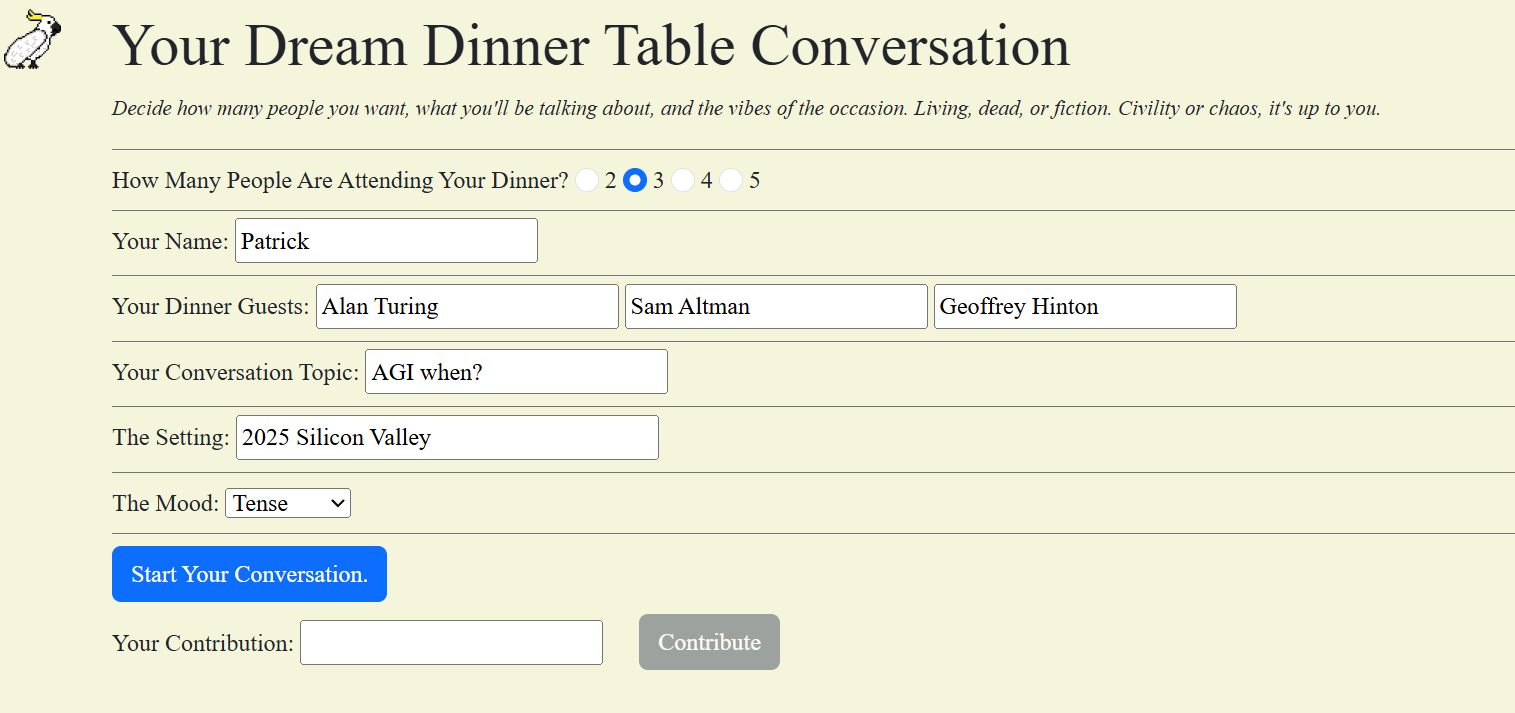 Your Dream Dinner Table Conversation
Decide how many people you want, what you'll be talking about, and the vibes of the occasion. Living, dead, or fiction. Civility or chaos, it's up to you.
How Many People Are Attending Your Dinner? 2 3 4 5
Your Name: Patrick
Your Dinner Guests: Alan Turing Sam Altman Geoffrey Hinton
Your Conversation Topic: AGI when?
The Setting: 2025 Silicon Valley
The Mood: Tense
Start Your Conversation.
Your Contribution: Contribute